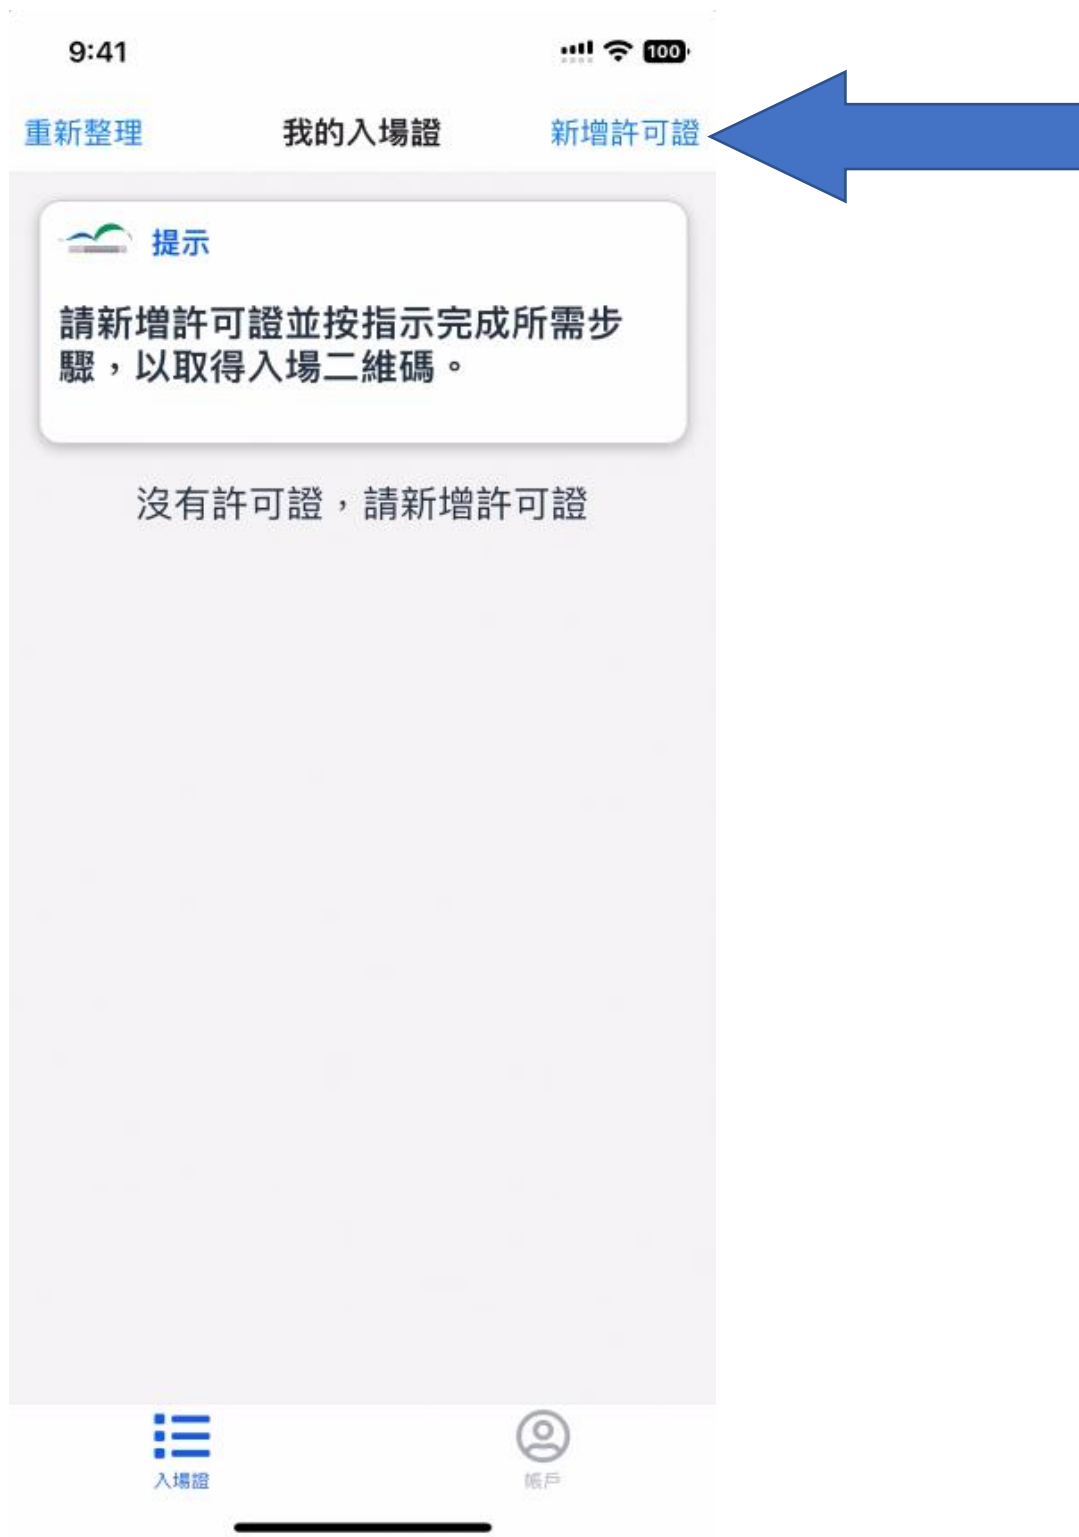 9:41
100
重新整理
我的入場證
新增許可證
提示
請新增許可證並按指示完成所需步
驟，以取得入場二維碼。
沒有許可證，請新增許可證
入場證
帳戶